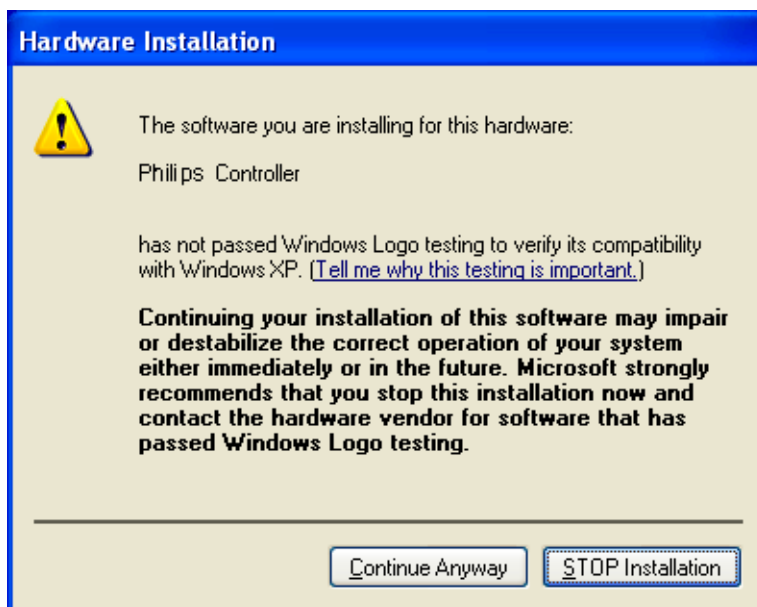 Hardware Installation
The software you are installing for this hardware:
Philips Controller
has not passed Windows Logo testing to verify its compatibility
with Windows XP. (Tell me why this testing is important.)
Continuing your installation of this software may impair
or destabilize the correct operation of your system
either immediately or in the future. Microsoft strongly
recommends that you stop this installation now and
contact the hardware vendor for software that has
passed Windows Logo testing.
Continue Anyway
STOP Installation